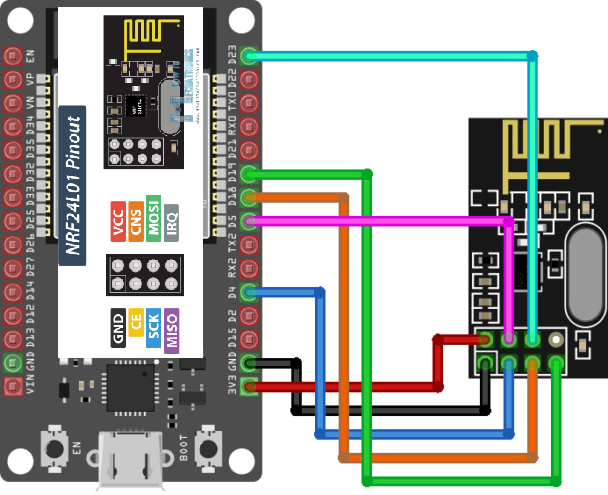 EN
VP
VN
D34
D35
D32
D33
D25
D26
D27
D14
D12
D13
GND
VIN
NRF24L01 Pinout
VCC
CNS
MOSI
IRQ
GND
CE
SCK
MISO
D23
D22
TX0
RX0
D21
D19
D18
D5
TX2
RX2
D4
D2
D15
GND
3V3
EN
BOOT